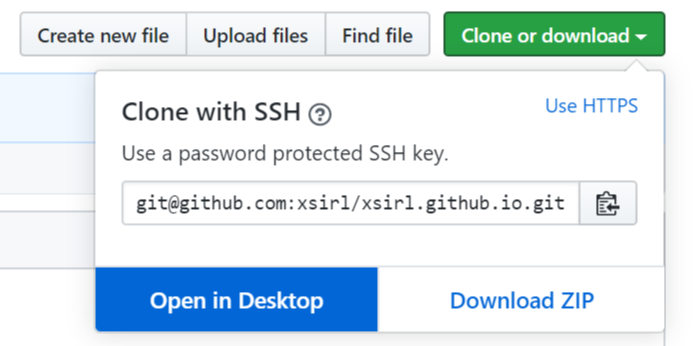 Create new file Upload files Find file Clone or download
Clone with SSH Use HTTPS
Use a password protected SSH key.
git@github.com:xsirl/xsirl.github.io.git
Open in Desktop Download ZIP